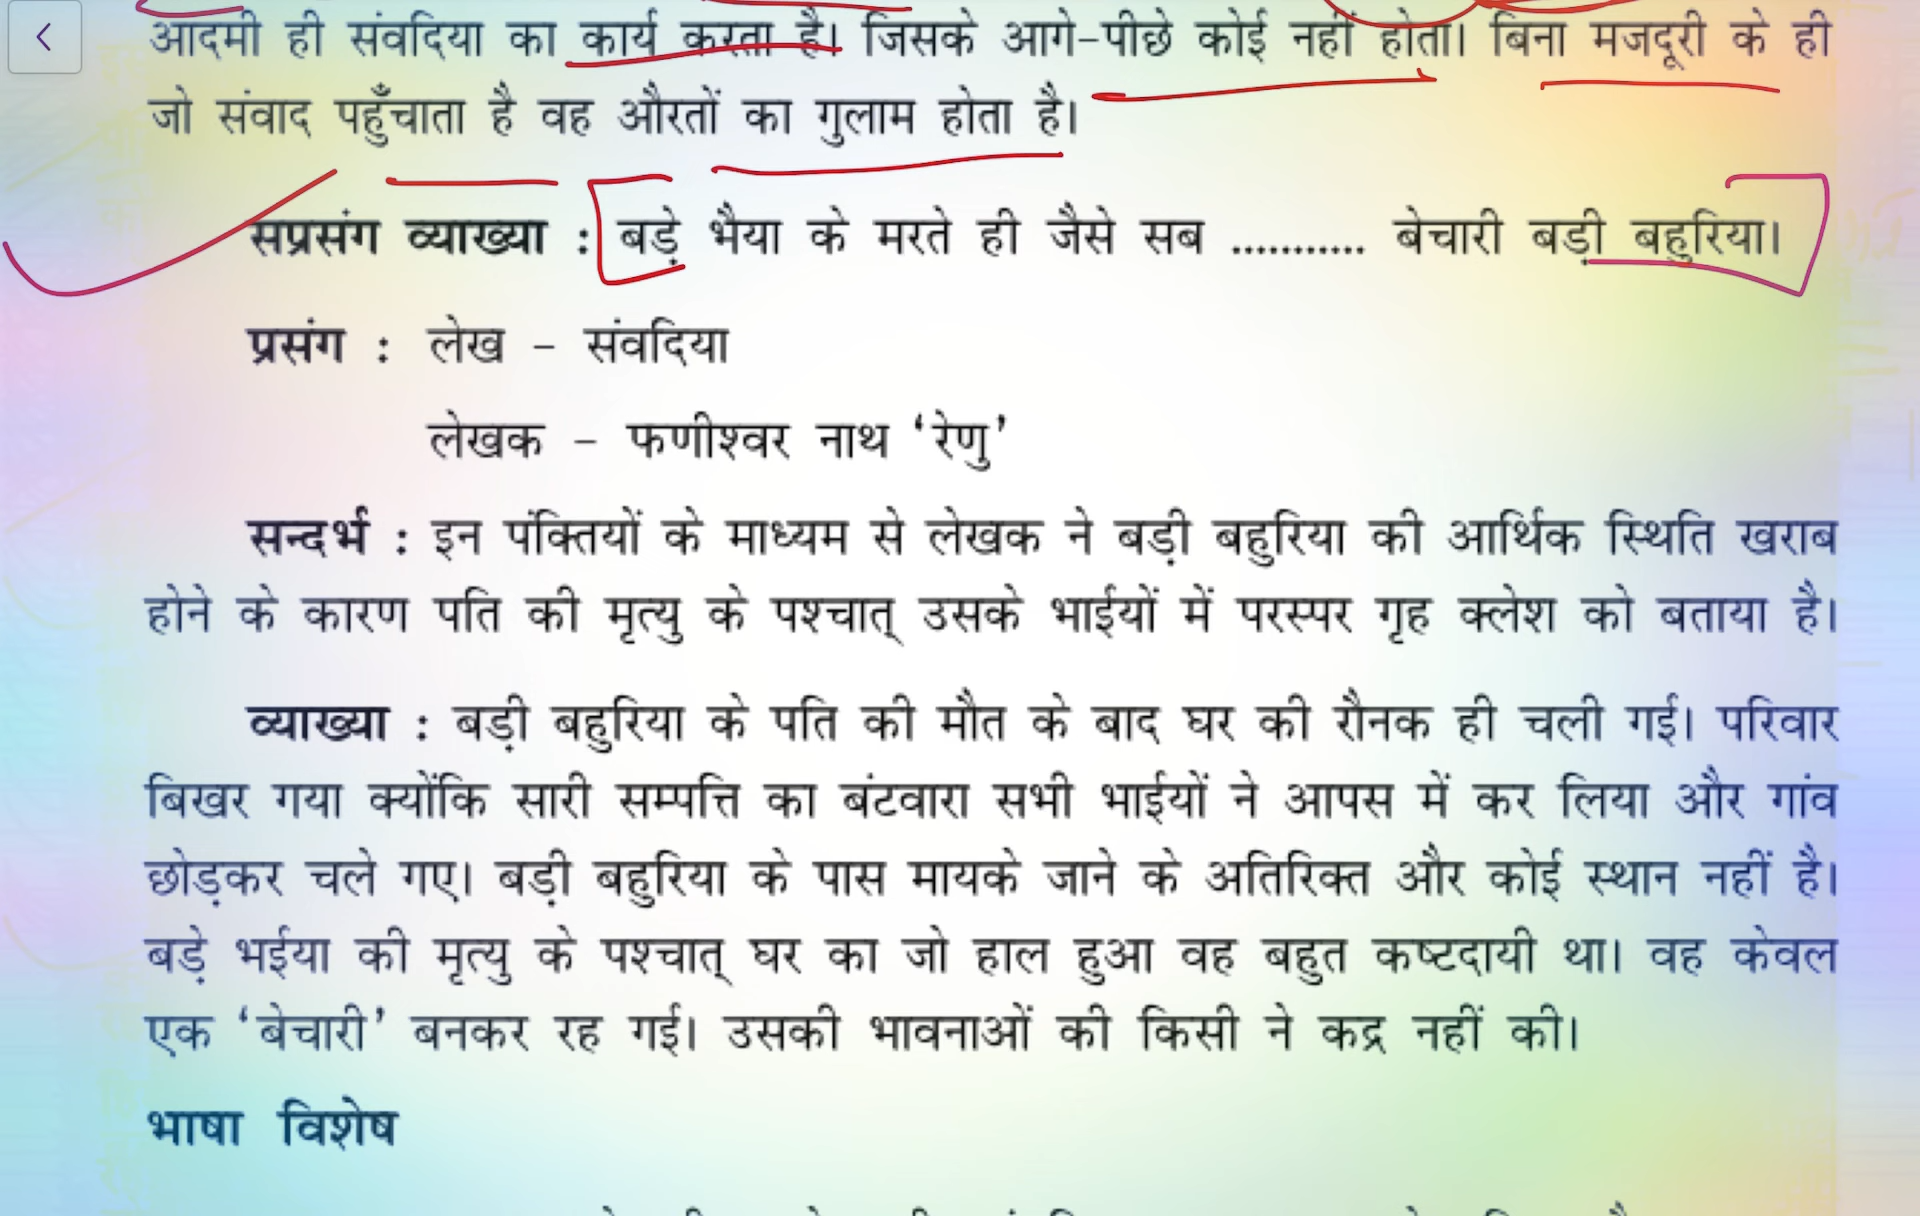 आदमी ही संवदिया का कार्य करता है। जिसके आगे-पीछे कोई नहीं होता। बिना मजदूरी के ही
जो संवाद पहुँचाता है वह औरतों का गुलाम होता है।
सप्रसंग व्याख्या : बड़े भैया के मरते ही जैसे सब ........... बेचारी बड़ी बहुरिया।
प्रसंग : लेख - संवदिया
लेखक - फणीश्वर नाथ ‘रेणु’
सन्दर्भ : इन पंक्तियों के माध्यम से लेखक ने बड़ी बहुरिया की आर्थिक स्थिति खराब
होने के कारण पति की मृत्यु के पश्चात् उसके भाईयों में परस्पर गृह क्लेश को बताया है।
व्याख्या : बड़ी बहुरिया के पति की मौत के बाद घर की रौनक ही चली गई। परिवार
बिखर गया क्योंकि सारी सम्पत्ति का बंटवारा सभी भाईयों ने आपस में कर लिया और गांव
छोड़कर चले गए। बड़ी बहुरिया के पास मायके जाने के अतिरिक्त और कोई स्थान नहीं है।
बड़े भईया की मृत्यु के पश्चात् घर का जो हाल हुआ वह बहुत कष्टदायी था। वह केवल
एक ‘बेचारी’ बनकर रह गई। उसकी भावनाओं की किसी ने कद्र नहीं की।
भाषा विशेष